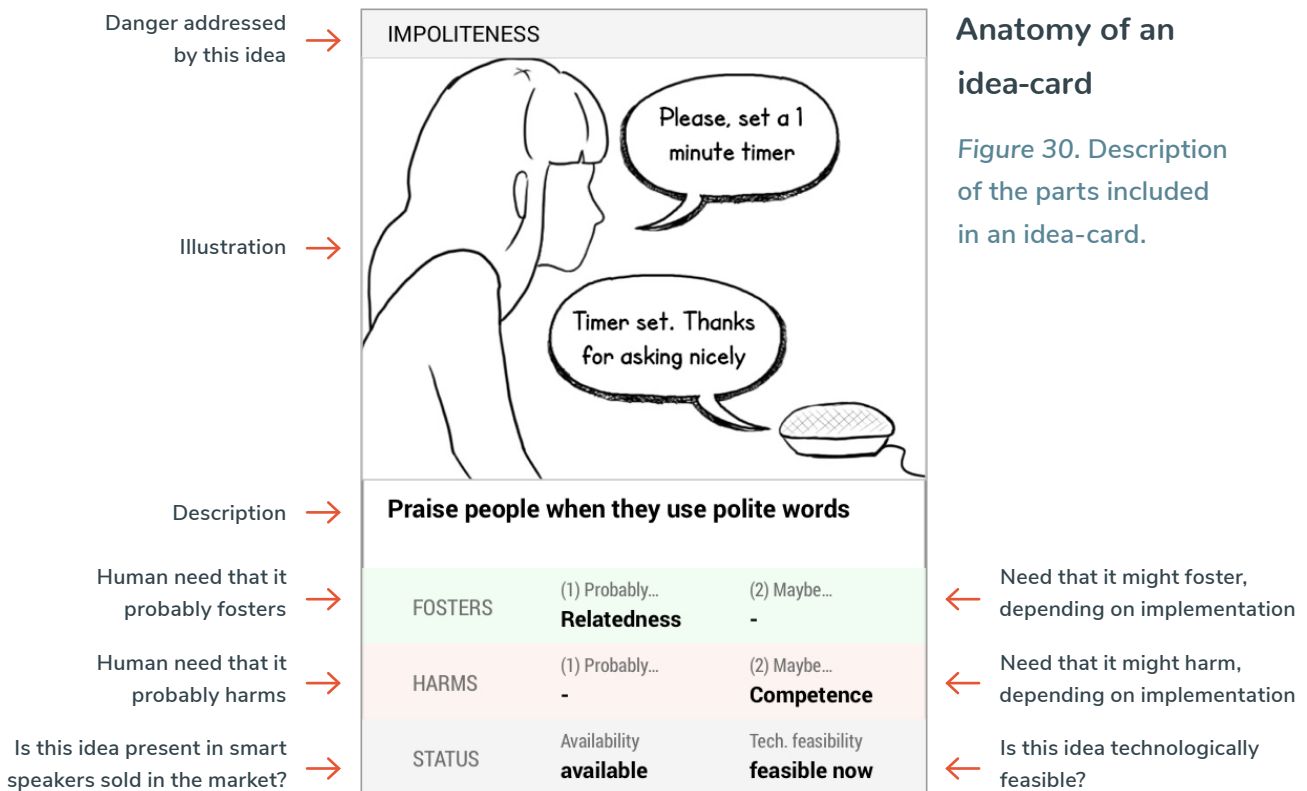 Anatomy of an
idea-card
Figure 30. Description
of the parts included
in an idea-card.
Danger addressed
by this idea
IMPOLITENESS
Illustration
Please, set a 1
minute timer
Timer set. Thanks
for asking nicely
Description
Praise people when they use polite words
Human need that it
probably fosters
FOSTERS
(1) Probably...
Relatedness
(2) Maybe...
-
Need that it might foster,
depending on implementation
Human need that it
probably harms
HARMS
(1) Probably...
-
(2) Maybe...
Competence
Need that it might harm,
depending on implementation
Is this idea present in smart
speakers sold in the market?
STATUS
Availability
available
Tech. feasibility
feasible now
Is this idea technologically
feasible?